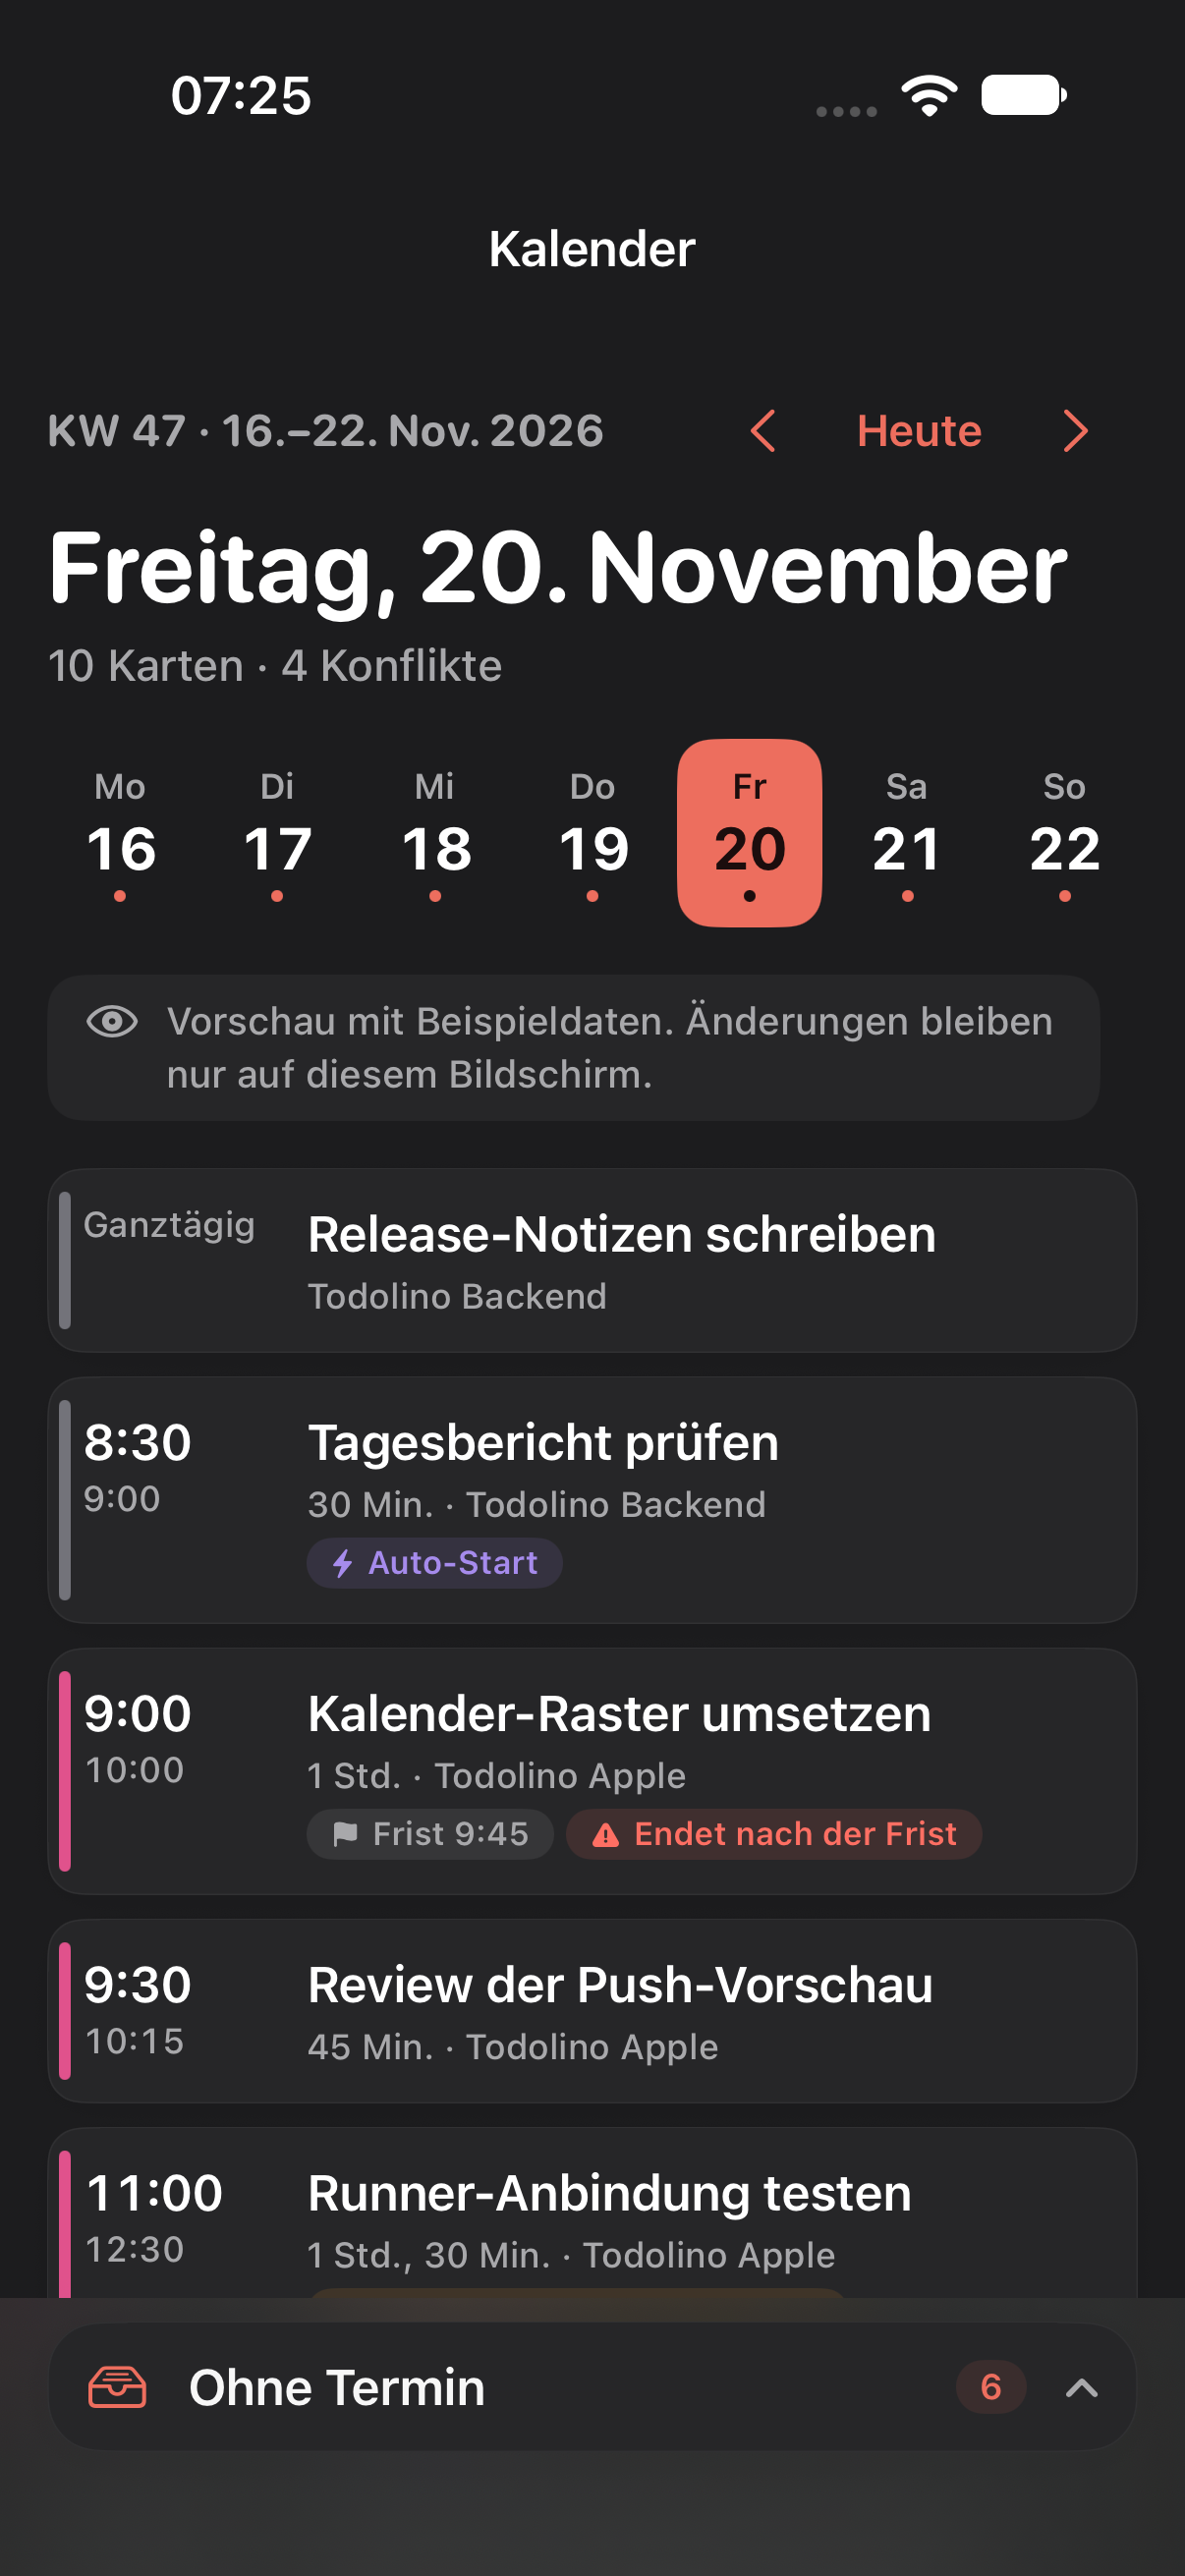 07:25
Kalender
KW 47 · 16.–22. Nov. 2026
Heute
Freitag, 20. November
10 Karten · 4 Konflikte
Mo Di Mi Do Fr Sa So
16 17 18 19 20 21 22
Vorschau mit Beispieldaten. Änderungen bleiben
nur auf diesem Bildschirm.
Ganztägig
Release-Notizen schreiben
Todolino Backend
8:30
Tagesbericht prüfen
9:00
30 Min. · Todolino Backend
Auto-Start
9:00
Kalender-Raster umsetzen
10:00
1 Std. · Todolino Apple
Frist 9:45
Endet nach der Frist
9:30
Review der Push-Vorschau
10:15
45 Min. · Todolino Apple
11:00
Runner-Anbindung testen
12:30
1 Std., 30 Min. · Todolino Apple
Ohne Termin
6